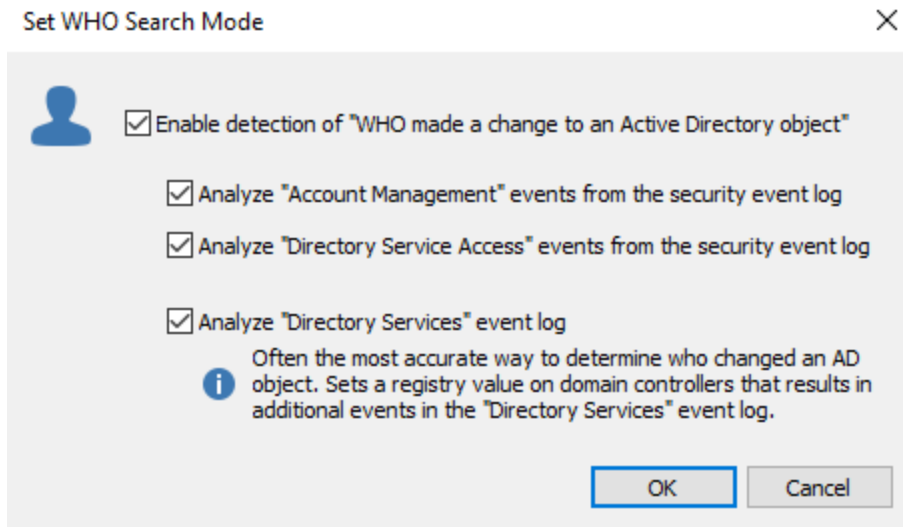 Set WHO Search Mode
Enable detection of "WHO made a change to an Active Directory object"
Analyze "Account Management" events from the security event log
Analyze "Directory Service Access" events from the security event log
Analyze "Directory Services" event log
Often the most accurate way to determine who changed an AD
object. Sets a registry value on domain controllers that results in
additional events in the "Directory Services" event log.
OK
Cancel